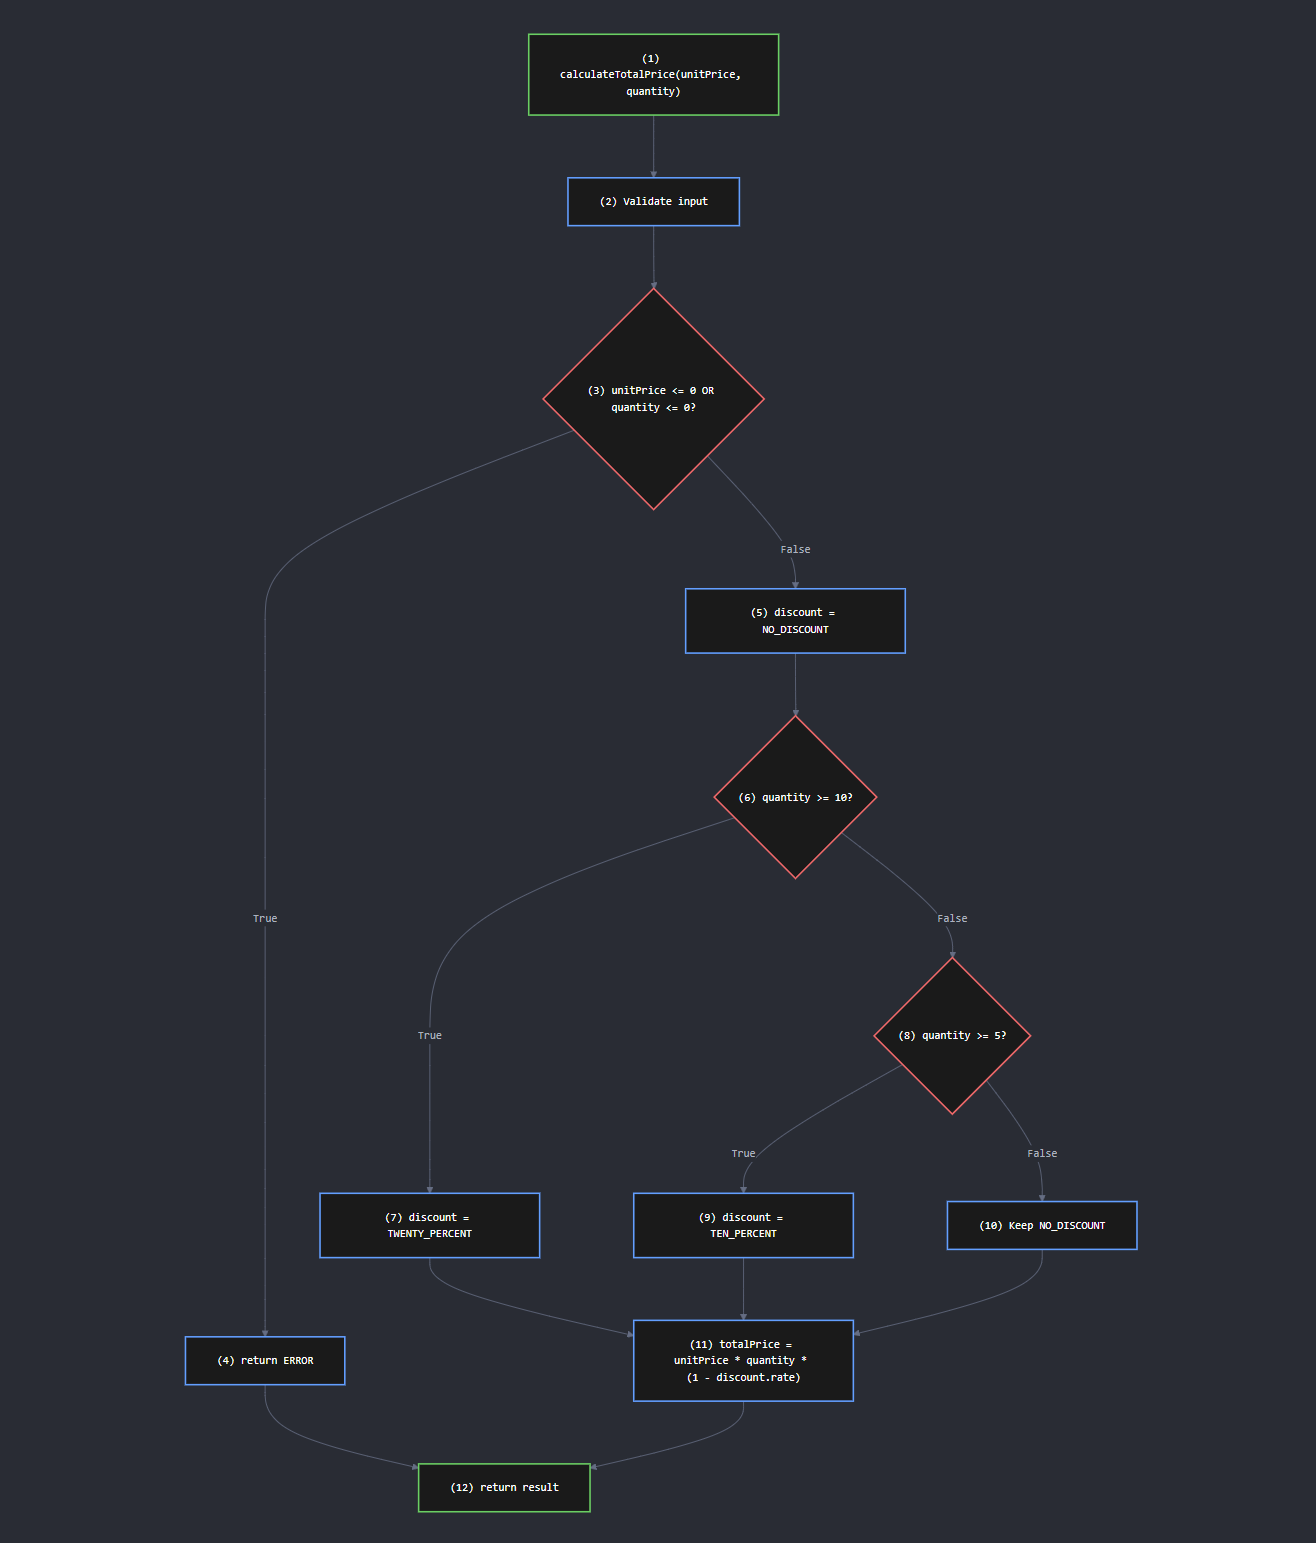 (1)
calculateTotalPrice(unitPrice,
quantity)
(2) Validate input
(3) unitPrice <= 0 OR
quantity <= 0?
False
(5) discount =
NO_DISCOUNT
(6) quantity >= 10?
True
False
True
(8) quantity >= 5?
True
False
(7) discount =
TWENTY_PERCENT
(9) discount =
TEN_PERCENT
(10) Keep NO_DISCOUNT
(4) return ERROR
(11) totalPrice =
unitPrice * quantity *
(1 - discount.rate)
(12) return result